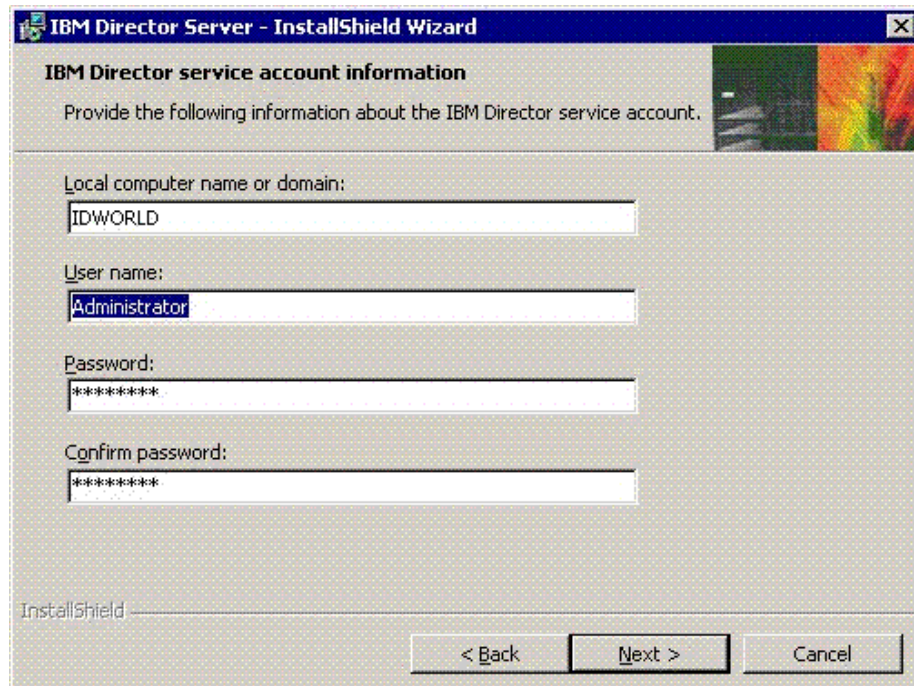 IBM Director Server - InstallShield Wizard
IBM Director service account information
Provide the following information about the IBM Director service account.
Local computer name or domain:
IDWORLD
User name:
Administrator
Password:
********
Confirm password:
********
InstallShield
< Back
Next >
Cancel